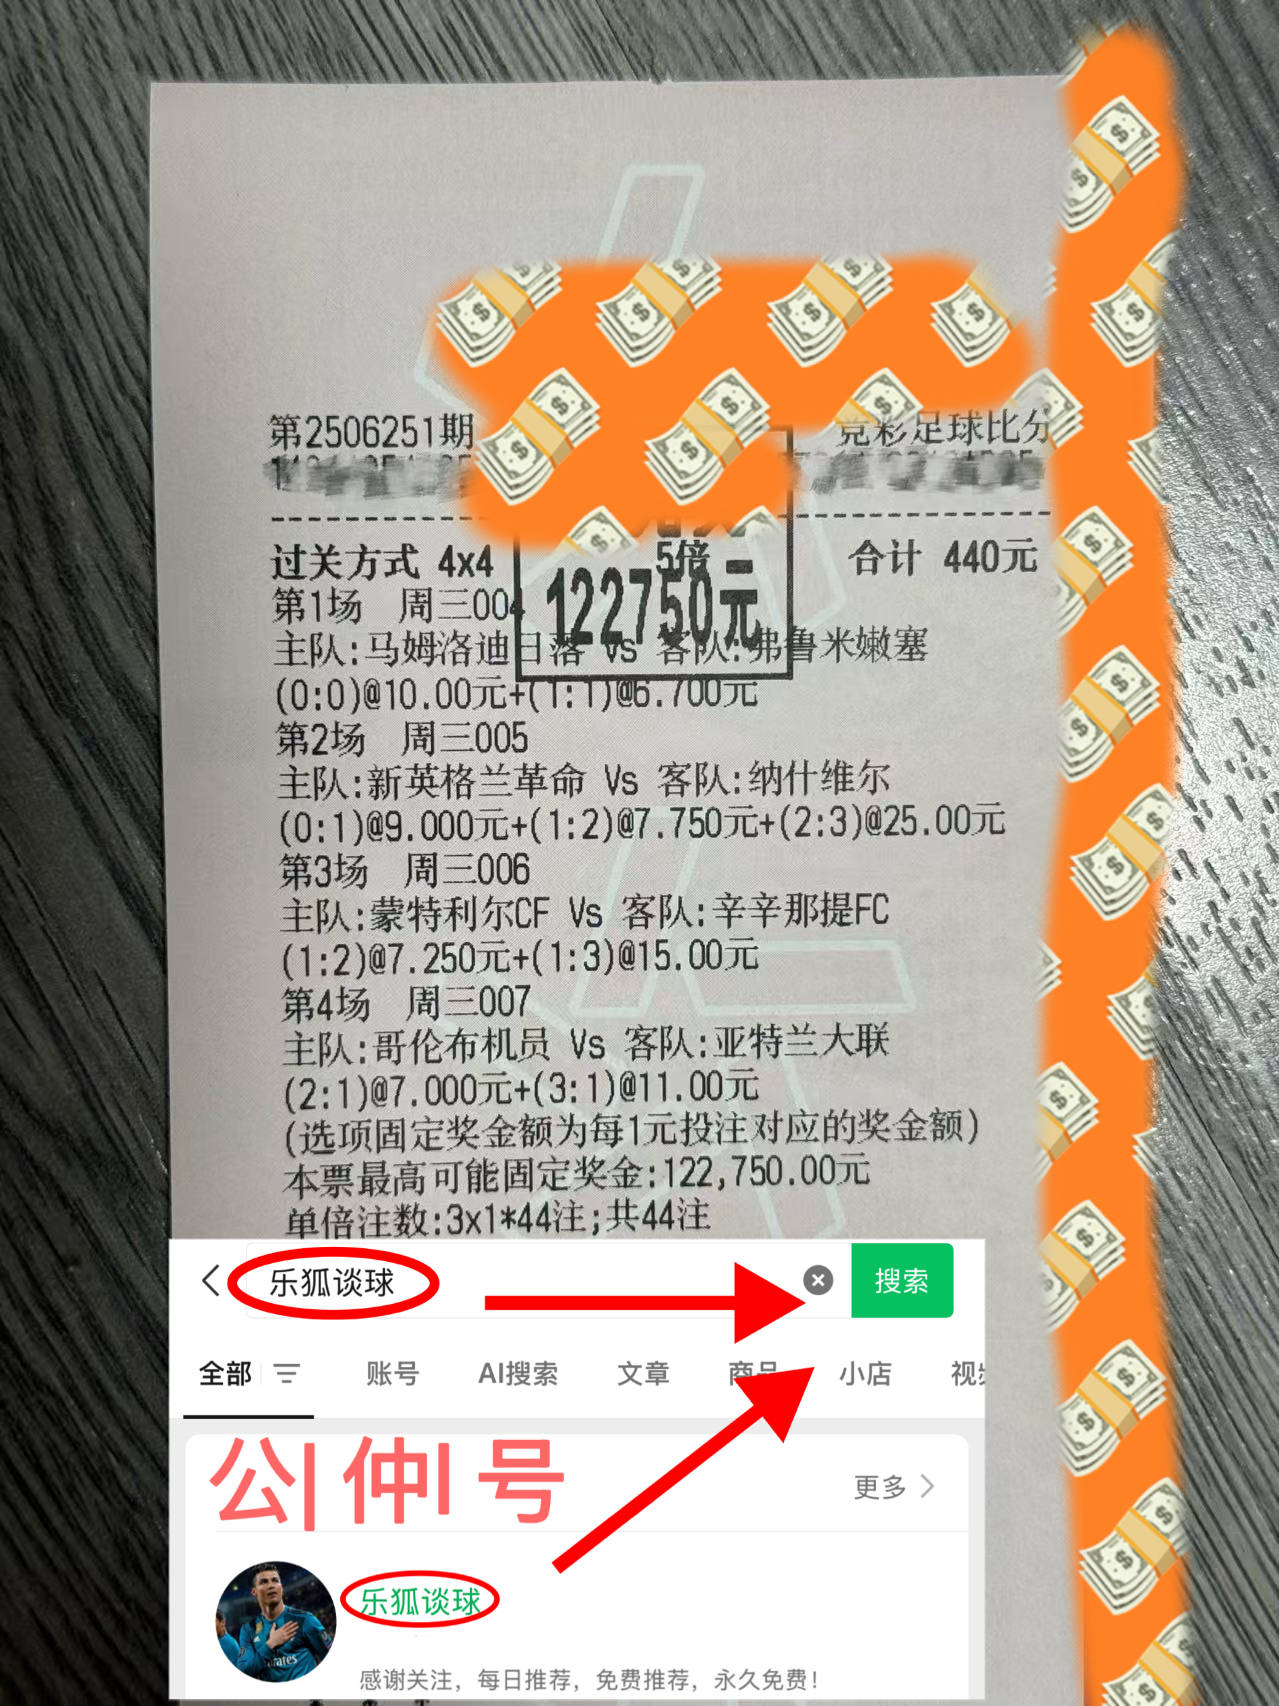 第2506251期
竞彩足球比分
过关方式 4x4
5倍
合计 440元
122750元
第1场 周三004
主队:马姆洛迪日落 Vs 客队:弗鲁米嫩塞
(0:0)@10.00元+(1:1)@6.700元
第2场 周三005
主队:新英格兰革命 Vs 客队:纳什维尔
(0:1)@9.000元+(1:2)@7.750元+(2:3)@25.00元
第3场 周三006
主队:蒙特利尔CF Vs 客队:辛辛那提FC
(1:2)@7.250元+(1:3)@15.00元
第4场 周三007
主队:哥伦布机员 Vs 客队:亚特兰大联
(2:1)@7.000元+(3:1)@11.00元
(选项固定奖金额为每1元投注对应的奖金额)
本票最高可能固定奖金:122,750.00元
单倍注数:3x1*44注;共44注
乐狐谈球
搜索
全部 账号 AI搜索 文章 商品 小店
公|仲|号
更多
乐狐谈球
感谢关注，每日推荐，免费推荐，永久免费！